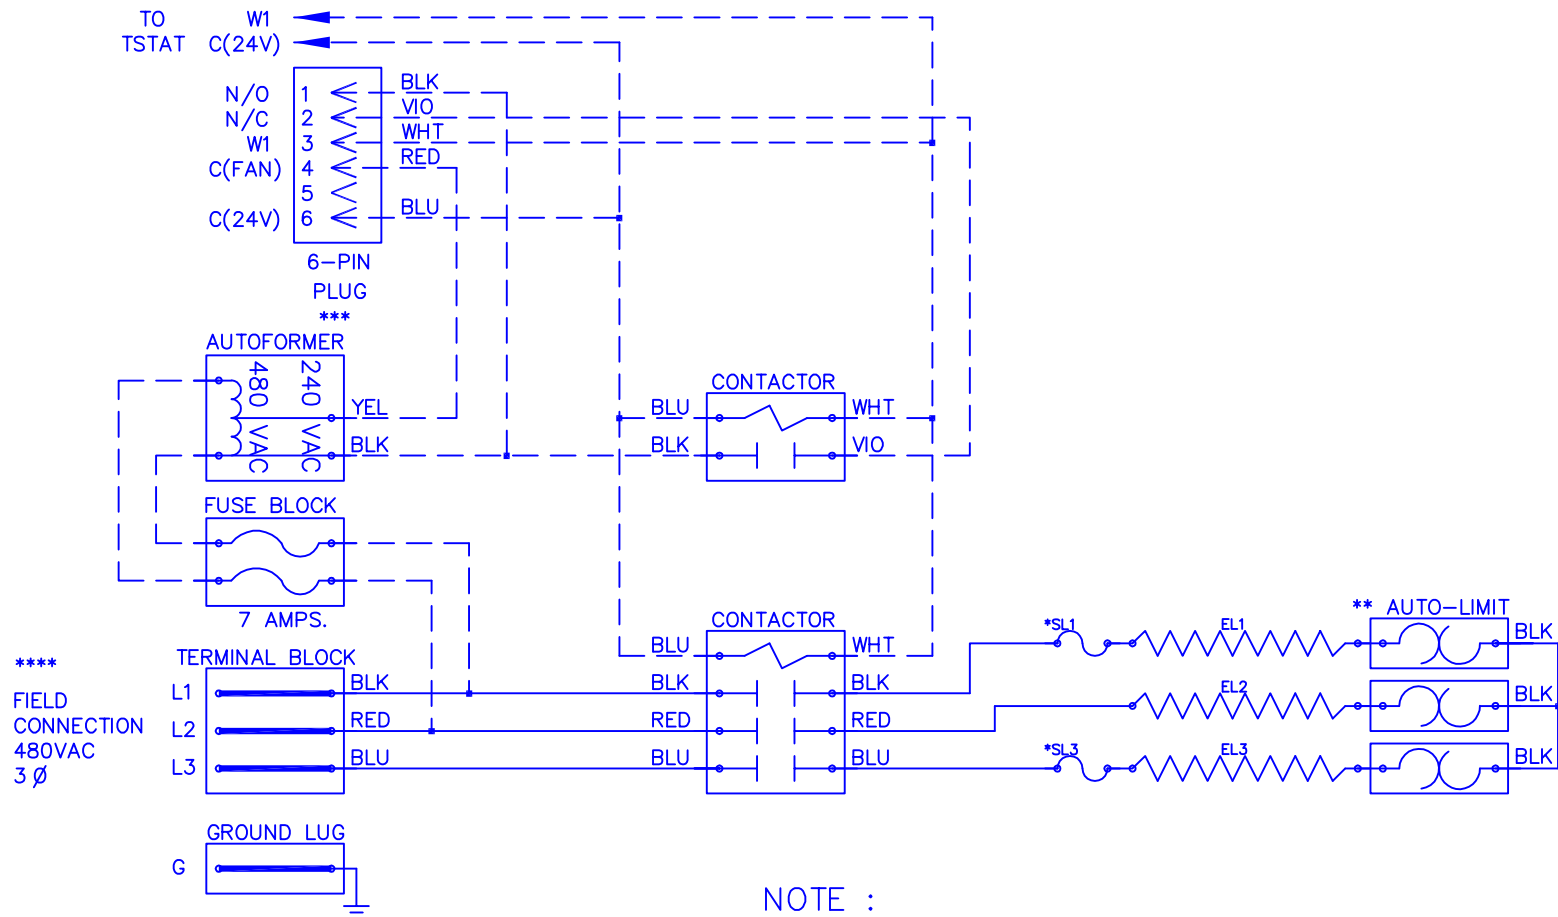 TO W1
TSTAT C(24V)
N/O 1 BLK
N/C 2 VIO
W1 3 WHT
C(FAN) 4 RED
5
C(24V) 6 BLU
6-PIN
PLUG
***
AUTOFORMER
480 VAC
240 VAC
YEL
BLK
CONTACTOR
BLU WHT
BLK VIO
FUSE BLOCK
7 AMPS.
CONTACTOR
BLU WHT
BLK BLK
RED RED
BLU BLU
****
FIELD
CONNECTION
480VAC
3 Ø
TERMINAL BLOCK
L1 BLK
L2 RED
L3 BLU
*SL1 EL1
EL2
*SL3 EL3
** AUTO-LIMIT
BLK
BLK
BLK
GROUND LUG
G
NOTE :